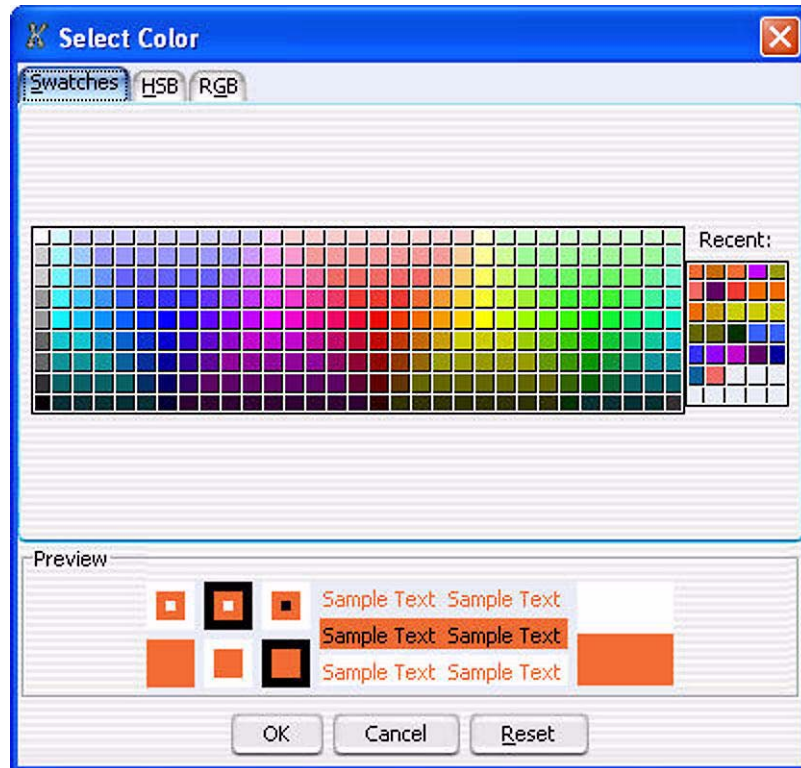 Select Color
Swatches HSB RGB
Recent:
Preview
Sample Text Sample Text
Sample Text Sample Text
Sample Text Sample Text
OK Cancel Reset